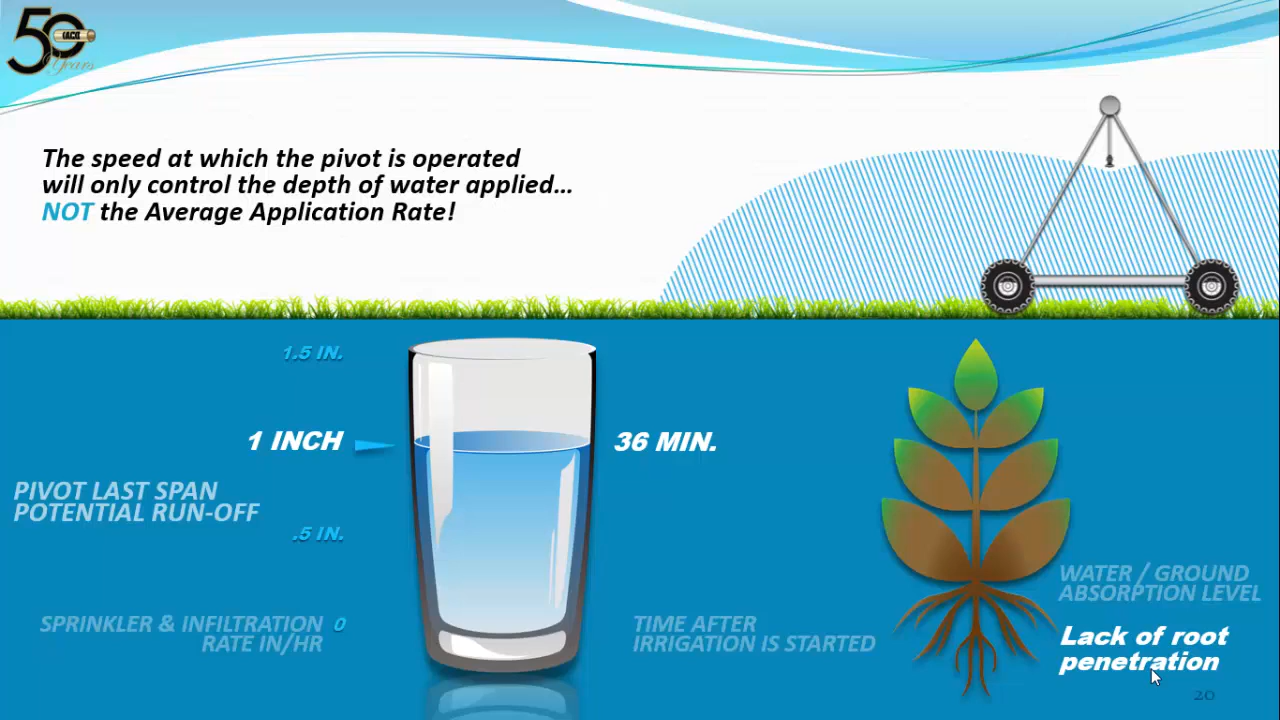 50
Years
The speed at which the pivot is operated
will only control the depth of water applied...
NOT the Average Application Rate!
1.5 IN.
1 INCH
36 MIN.
PIVOT LAST SPAN
POTENTIAL RUN-OFF
.5 IN.
WATER / GROUND
ABSORPTION LEVEL
SPRINKLER & INFILTRATION 0
RATE IN/HR
TIME AFTER
IRRIGATION IS STARTED
Lack of root
penetration
20